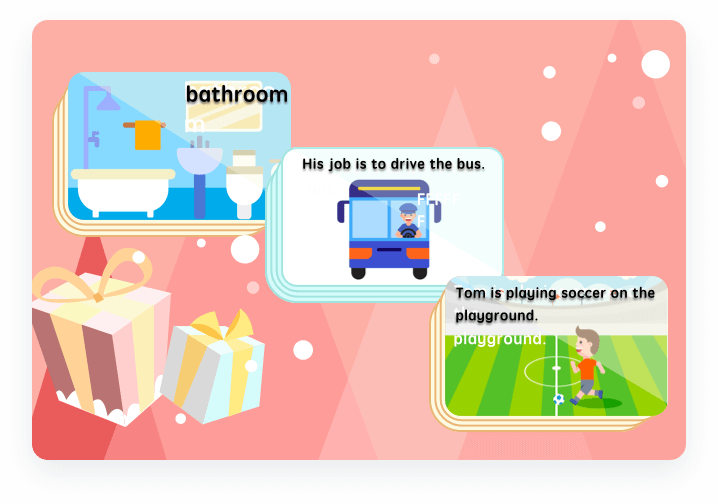 bathroom
His job is to drive the bus.
Tom is playing soccer on the
playground.
playground.